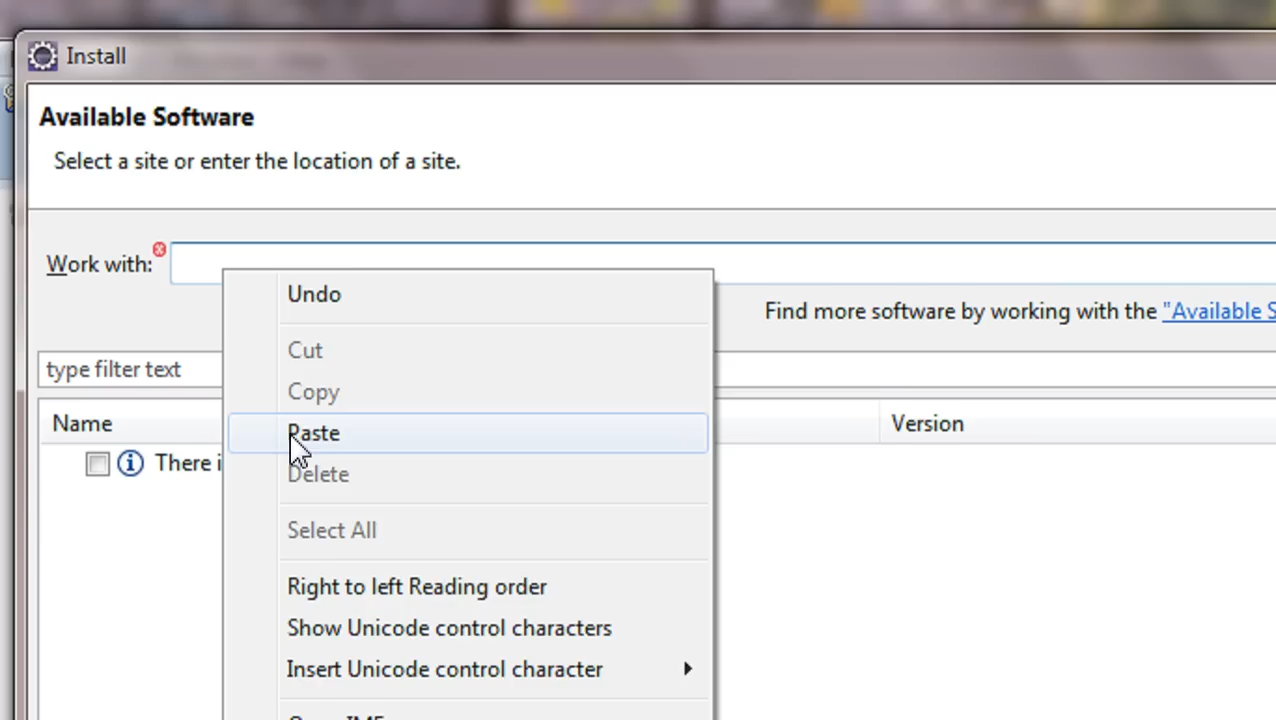 Install
Available Software
Select a site or enter the location of a site.
Work with:
Undo
Find more software by working with the "Available S
Cut
type filter text
Copy
Name
Version
Paste
There i
Delete
Select All
Right to left Reading order
Show Unicode control characters
Insert Unicode control character